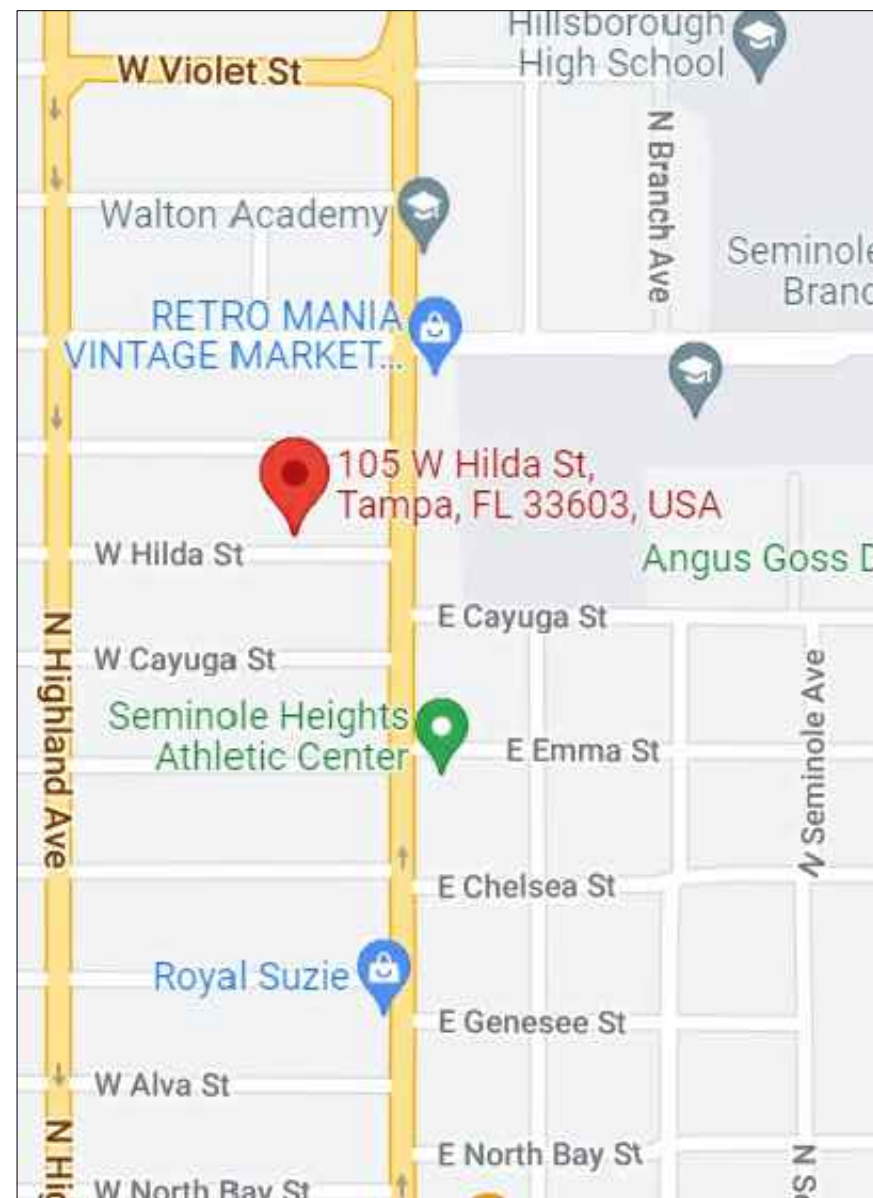 Hillsborough
High School
W Violet St
N Branch Ave
Walton Academy
Seminole
Branc
RETRO MANIA
VINTAGE MARKET...
105 W Hilda St,
Tampa, FL 33603, USA
W Hilda St
Angus Goss D
E Cayuga St
N Highland Ave
W Cayuga St
N Seminole Ave
Seminole Heights
Athletic Center
E Emma St
E Chelsea St
Royal Suzie
E Genesee St
W Alva St
N Hig
E North Bay St
N S
W North Bay St